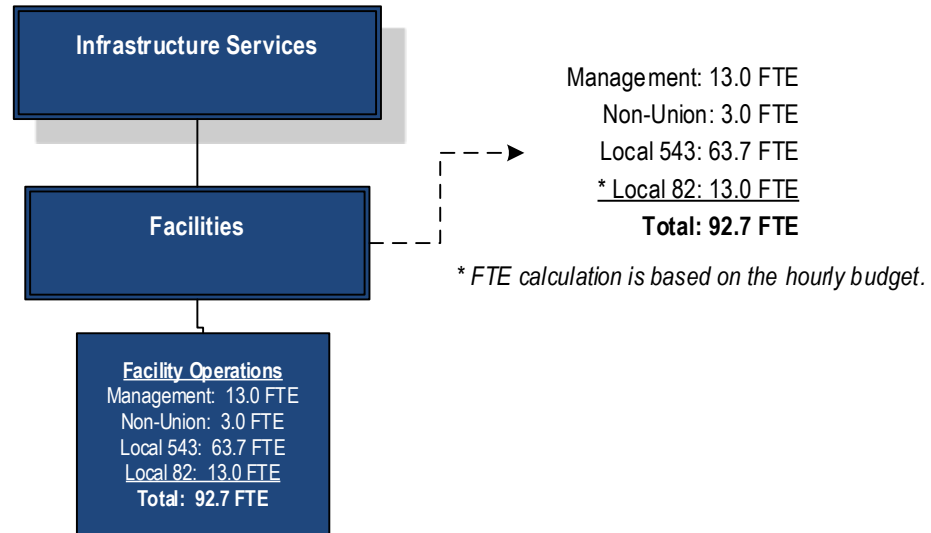 Infrastructure Services
Management: 13.0 FTE
Non-Union: 3.0 FTE
Local 543: 63.7 FTE
* Local 82: 13.0 FTE
Total: 92.7 FTE
Facilities
* FTE calculation is based on the hourly budget.
Facility Operations
Management: 13.0 FTE
Non-Union: 3.0 FTE
Local 543: 63.7 FTE
Local 82: 13.0 FTE
Total: 92.7 FTE